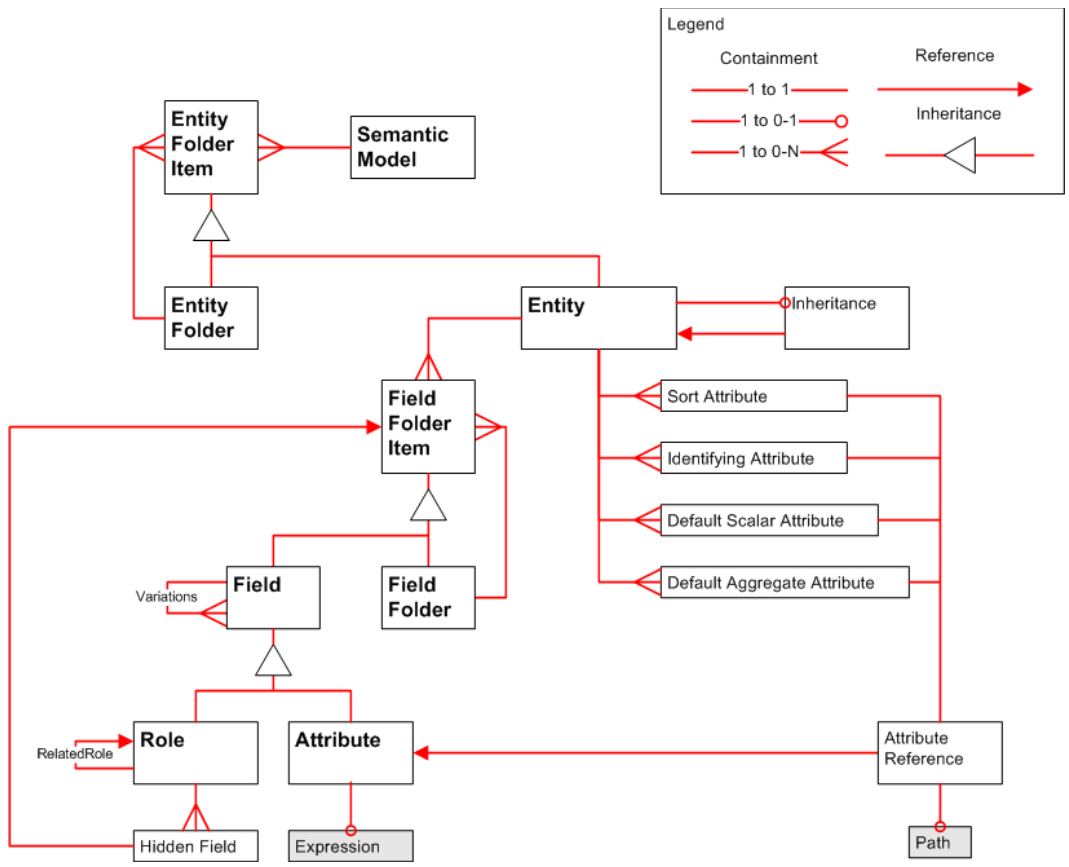 Legend
Containment
Reference
1 to 1
1 to 0-1
Inheritance
1 to 0-N
Entity
Folder
Item
Semantic
Model
Entity
Folder
Entity
Inheritance
Field
Folder
Item
Sort Attribute
Identifying Attribute
Default Scalar Attribute
Default Aggregate Attribute
Field
Variations
Field
Folder
Role
RelatedRole
Attribute
Attribute
Reference
Hidden Field
Expression
Path